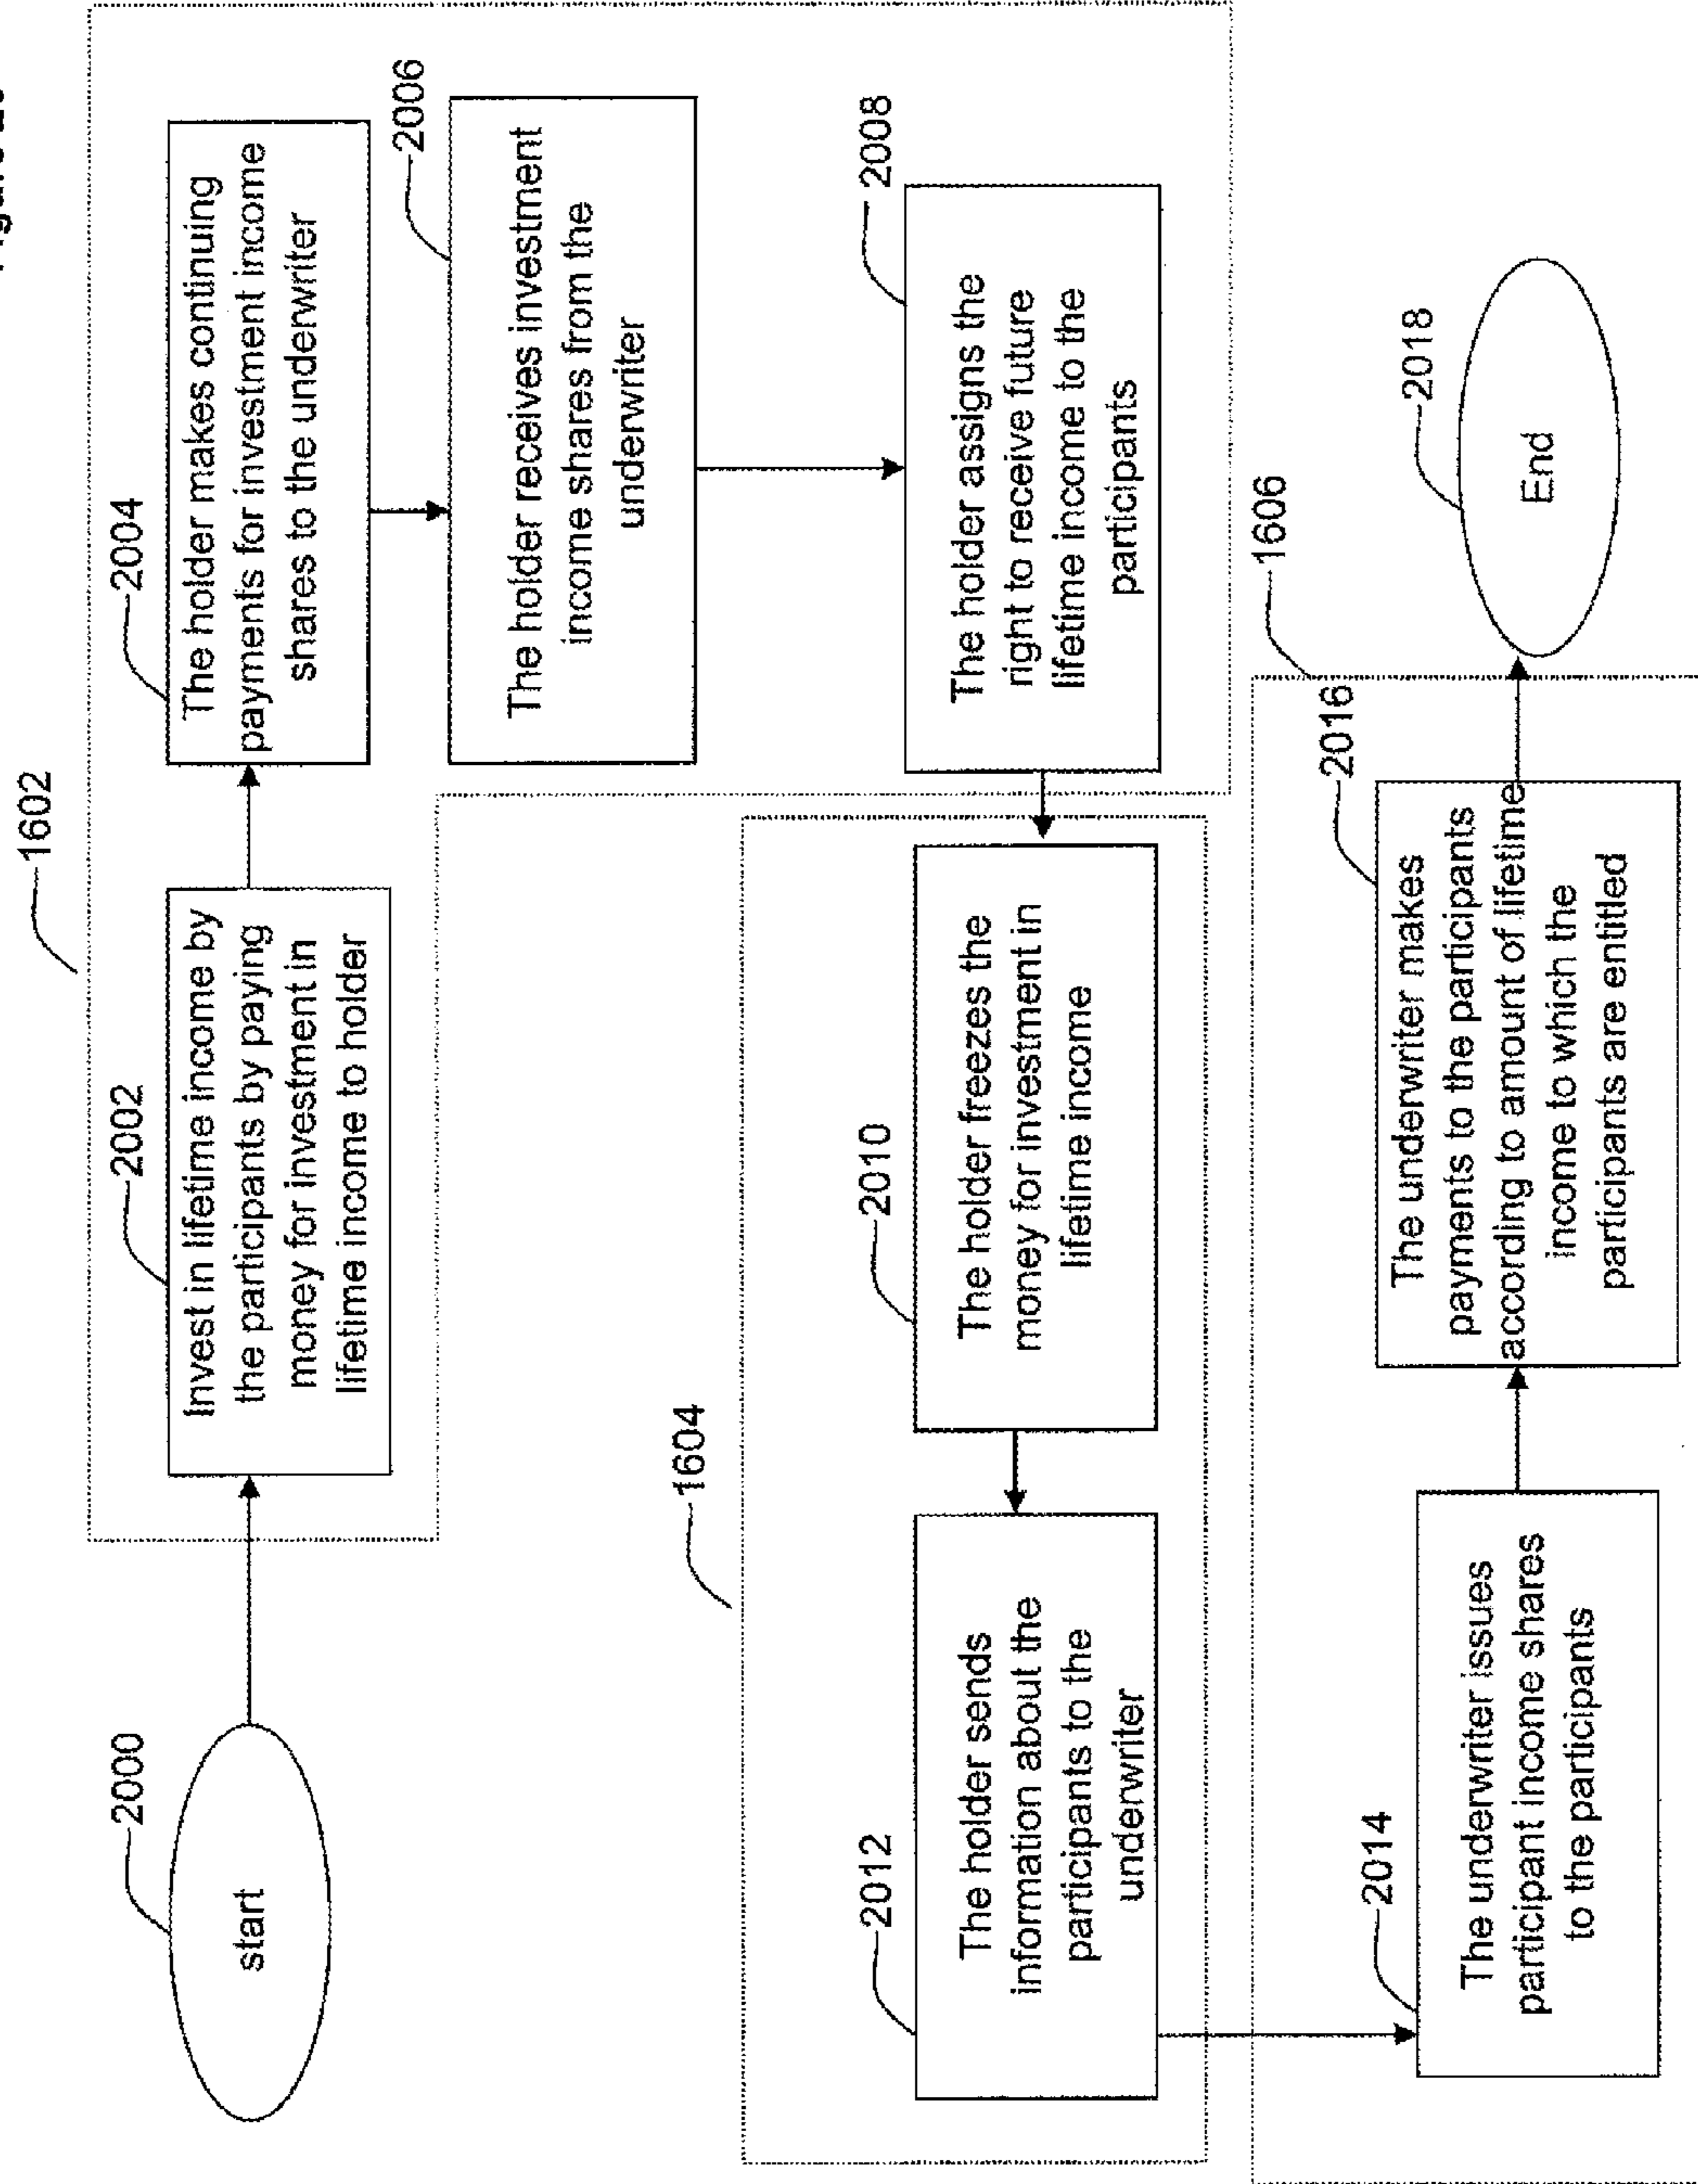 Figure 20
1602
2000
start
2002
Invest in lifetime income by
the participants by paying
money for investment in
lifetime income to holder
2004
The holder makes continuing
payments for investment income
shares to the underwriter
2006
The holder receives investment
income shares from the
underwriter
2008
The holder assigns the
right to receive future
lifetime income to the
participants
1604
2010
The holder freezes the
money for investment in
lifetime income
2012
The holder sends
information about the
participants to the
underwriter
1606
2014
The underwriter issues
participant income shares
to the participants
2016
The underwriter makes
payments to the participants
according to amount of lifetime
income to which the
participants are entitled
2018
End